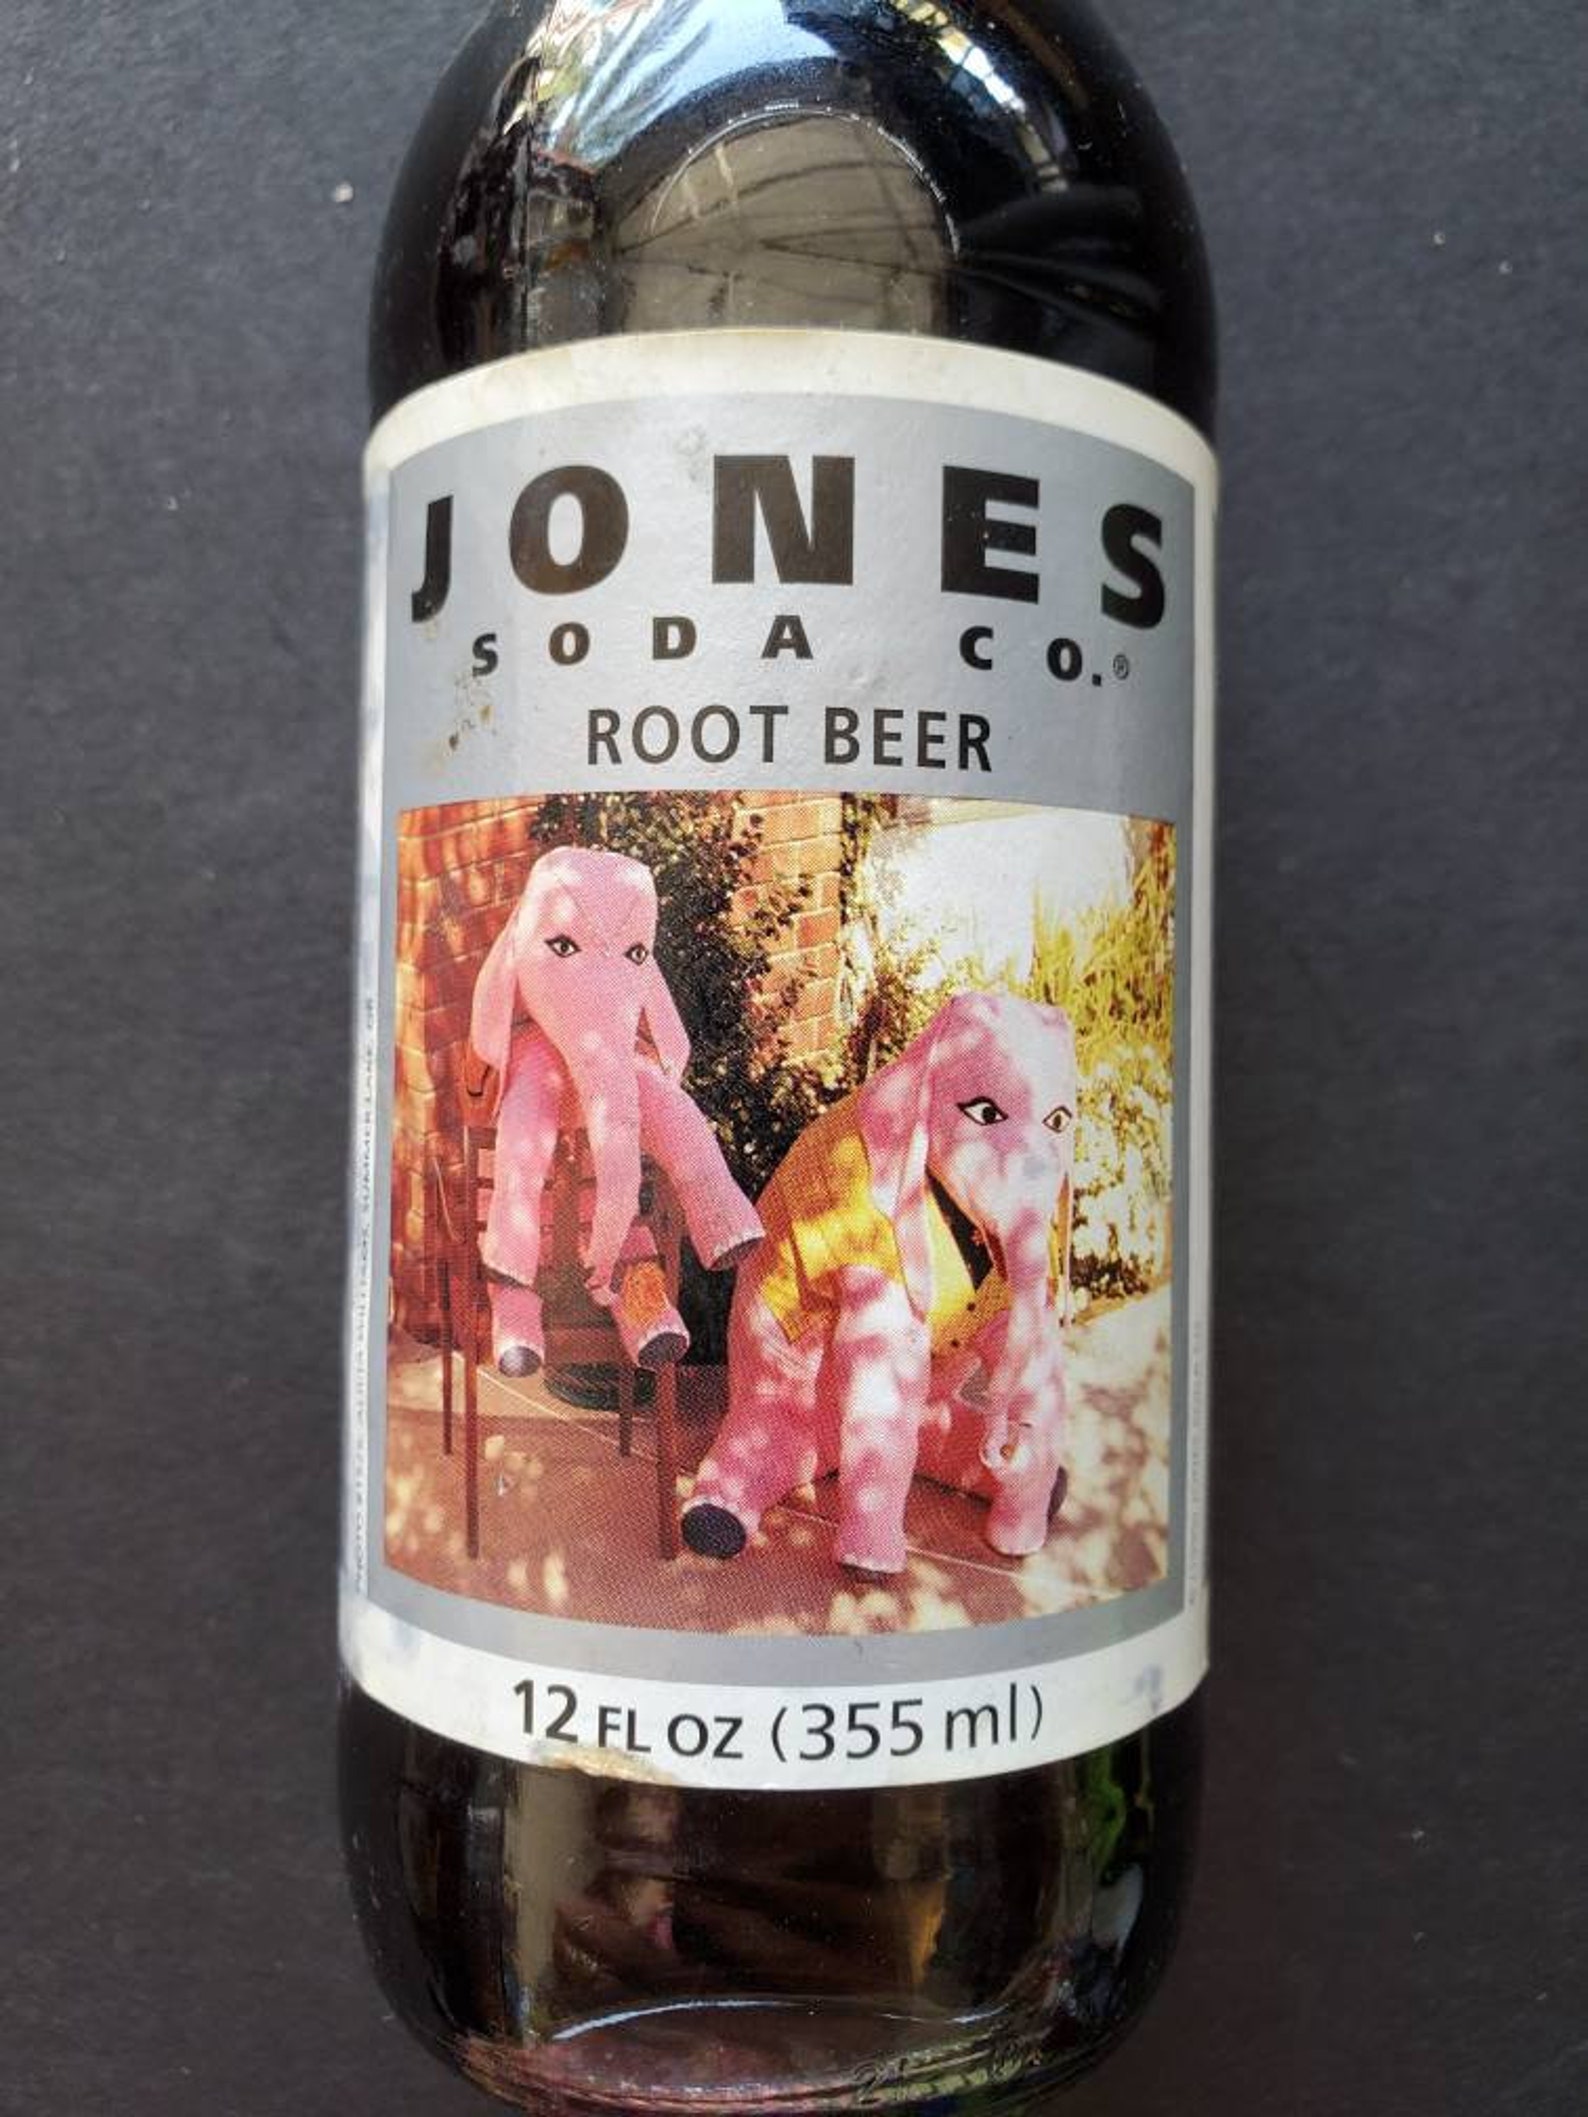 JONES
SODA CO.®
ROOT BEER
12 FL OZ (355 ml)